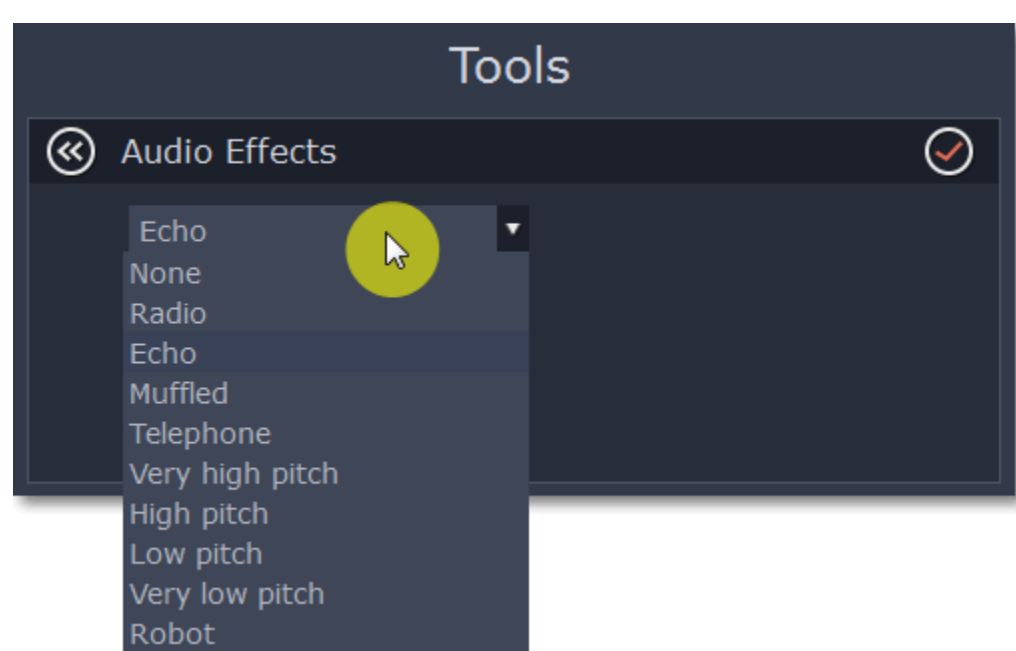 Tools
Audio Effects
Echo
None
Radio
Echo
Muffled
Telephone
Very high pitch
High pitch
Low pitch
Very low pitch
Robot